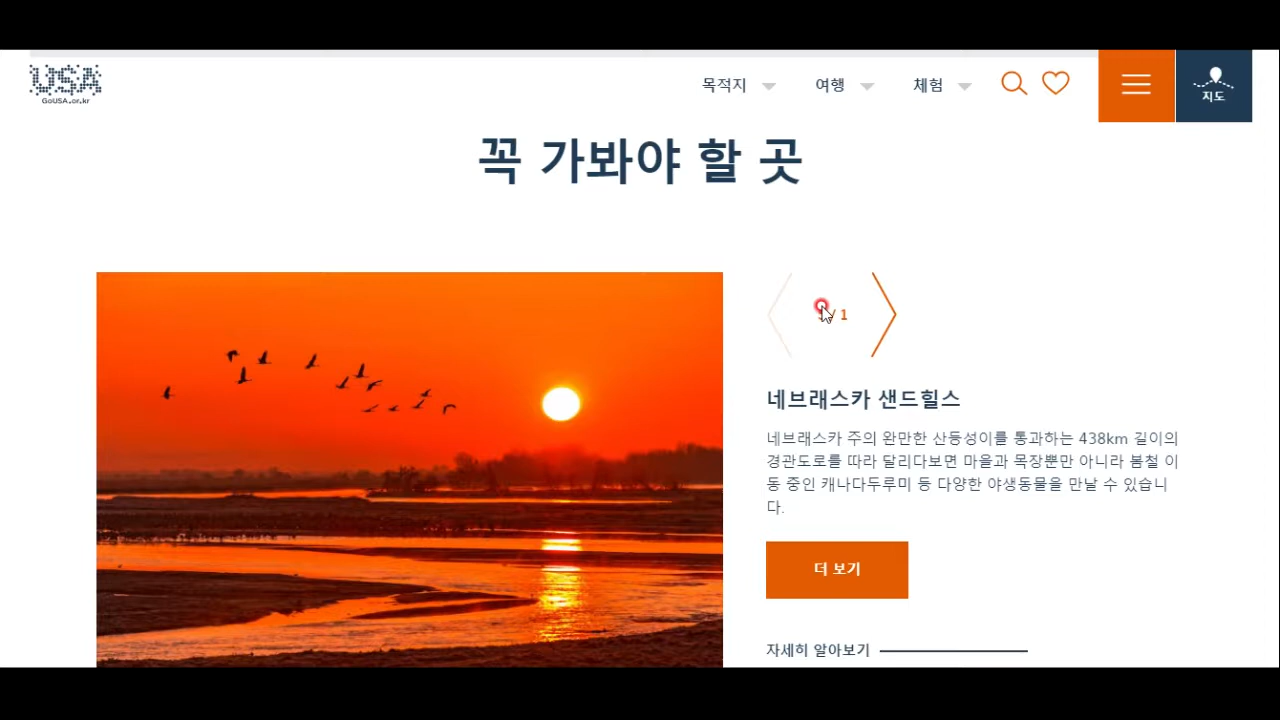 USA
GoUSA.or.kr
목적지
여행
체험
지도
꼭 가봐야 할 곳
/ 1
네브래스카 샌드힐스
네브래스카 주의 완만한 산등성이를 통과하는 438km 길이의
경관도로를 따라 달리다보면 마을과 목장뿐만 아니라 봄철 이
동 중인 캐나다두루미 등 다양한 야생동물을 만날 수 있습니
다.
더 보기
자세히 알아보기